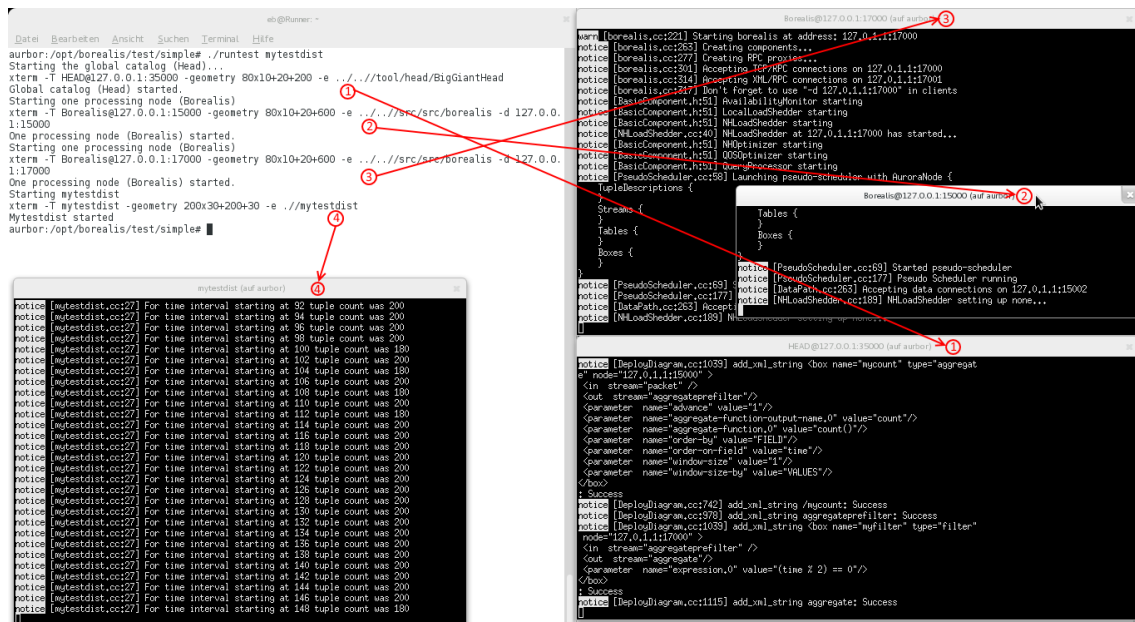 eb@Runner: ~
Datei Bearbeiten Ansicht Suchen Terminal Hilfe
aurbor:/opt/borealis/test/simple# ./runtest mytestdist
Starting the global catalog (Head)...
xterm -T HEAD@127.0.0.1:35000 -geometry 80x10+20+200 -e ../..//tool/head/BigGiantHead
Global catalog (Head) started.
1
Starting one processing node (Borealis)
xterm -T Borealis@127.0.0.1:15000 -geometry 80x10+20+600 -e ../..//src/src/borealis -d 127.0.0.
1:15000
2
One processing node (Borealis) started.
Starting one processing node (Borealis)
xterm -T Borealis@127.0.0.1:17000 -geometry 80x10+20+600 -e ../..//src/src/borealis -d 127.0.0.
1:17000
3
One processing node (Borealis) started.
Starting mytestdist
xterm -T mytestdist -geometry 200x30+200+30 -e .//mytestdist
4
Mytestdist started
aurbor:/opt/borealis/test/simple#
mytestdist (auf aurbor)
4
notice [mytestdist.cc:27] For time interval starting at 92 tuple count was 200
notice [mytestdist.cc:27] For time interval starting at 94 tuple count was 200
notice [mytestdist.cc:27] For time interval starting at 96 tuple count was 200
notice [mytestdist.cc:27] For time interval starting at 98 tuple count was 200
notice [mytestdist.cc:27] For time interval starting at 100 tuple count was 180
notice [mytestdist.cc:27] For time interval starting at 102 tuple count was 200
notice [mytestdist.cc:27] For time interval starting at 104 tuple count was 180
notice [mytestdist.cc:27] For time interval starting at 106 tuple count was 200
notice [mytestdist.cc:27] For time interval starting at 108 tuple count was 180
notice [mytestdist.cc:27] For time interval starting at 110 tuple count was 200
notice [mytestdist.cc:27] For time interval starting at 112 tuple count was 180
notice [mytestdist.cc:27] For time interval starting at 114 tuple count was 200
notice [mytestdist.cc:27] For time interval starting at 116 tuple count was 200
notice [mytestdist.cc:27] For time interval starting at 118 tuple count was 200
notice [mytestdist.cc:27] For time interval starting at 120 tuple count was 200
notice [mytestdist.cc:27] For time interval starting at 122 tuple count was 200
notice [mytestdist.cc:27] For time interval starting at 124 tuple count was 200
notice [mytestdist.cc:27] For time interval starting at 126 tuple count was 200
notice [mytestdist.cc:27] For time interval starting at 128 tuple count was 200
notice [mytestdist.cc:27] For time interval starting at 130 tuple count was 200
notice [mytestdist.cc:27] For time interval starting at 132 tuple count was 200
notice [mytestdist.cc:27] For time interval starting at 134 tuple count was 200
notice [mytestdist.cc:27] For time interval starting at 136 tuple count was 200
notice [mytestdist.cc:27] For time interval starting at 138 tuple count was 200
notice [mytestdist.cc:27] For time interval starting at 140 tuple count was 200
notice [mytestdist.cc:27] For time interval starting at 142 tuple count was 200
notice [mytestdist.cc:27] For time interval starting at 144 tuple count was 200
notice [mytestdist.cc:27] For time interval starting at 146 tuple count was 200
notice [mytestdist.cc:27] For time interval starting at 148 tuple count was 180
Borealis@127.0.0.1:17000 (auf aurbor)
3
warn [borealis.cc:221] Starting borealis at address: 127.0.1.1:17000
notice [borealis.cc:263] Creating components...
notice [borealis.cc:277] Creating RPC proxies...
notice [borealis.cc:301] Accepting TCP/RPC connections on 127.0.1.1:17000
notice [borealis.cc:314] Accepting XML/RPC connections on 127.0.1.1:17001
notice [borealis.cc:317] Don't forget to use "-d 127.0.1.1:17000" in clients
notice [BasicComponent.h:51] AvailabilityMonitor starting
notice [BasicComponent.h:51] LocalLoadShedder starting
notice [BasicComponent.h:51] NHLoadShedder starting
notice [NHLoadShedder.cc:40] NHLoadShedder at 127.0.1.1:17000 has started...
notice [BasicComponent.h:51] NHOptimizer starting
notice [BasicComponent.h:51] QOSOptimizer starting
notice [BasicComponent.h:51] QueryProcessor starting
notice [PseudoScheduler.cc:58] Launching pseudo-scheduler with AuroraNode {
TupleDescriptions {
}
Streams {
}
Tables {
}
Boxes {
}
}
notice [PseudoScheduler.cc:69] S
notice [PseudoScheduler.cc:177]
notice [DataPath.cc:263] Accepti
notice [NHLoadShedder.cc:189] NHLoadShedder setting up none...
Borealis@127.0.0.1:15000 (auf aurbor)
2
Tables {
}
Boxes {
}
}
notice [PseudoScheduler.cc:69] Started pseudo-scheduler
notice [PseudoScheduler.cc:177] Pseudo Scheduler running
notice [DataPath.cc:263] Accepting data connections on 127.0.1.1:15002
notice [NHLoadShedder.cc:189] NHLoadShedder setting up none...
HEAD@127.0.0.1:35000 (auf aurbor)
1
notice [DeployDiagram.cc:1039] add_xml_string <box name="mycount" type="aggregat
e" node="127.0.1.1:15000" >
<in stream="packet" />
<out stream="aggregateprefilter"/>
<parameter name="advance" value="1"/>
<parameter name="aggregate-function-output-name.0" value="count"/>
<parameter name="aggregate-function.0" value="count()"/>
<parameter name="order-by" value="FIELD"/>
<parameter name="order-on-field" value="time"/>
<parameter name="window-size" value="1"/>
<parameter name="window-size-by" value="VALUES"/>
</box>
: Success
notice [DeployDiagram.cc:742] add_xml_string /mycount: Success
notice [DeployDiagram.cc:978] add_xml_string aggregateprefilter: Success
notice [DeployDiagram.cc:1039] add_xml_string <box name="myfilter" type="filter"
node="127.0.1.1:17000" >
<in stream="aggregateprefilter" />
<out stream="aggregate"/>
<parameter name="expression.0" value="(time % 2) == 0"/>
</box>
: Success
notice [DeployDiagram.cc:1115] add_xml_string aggregate: Success